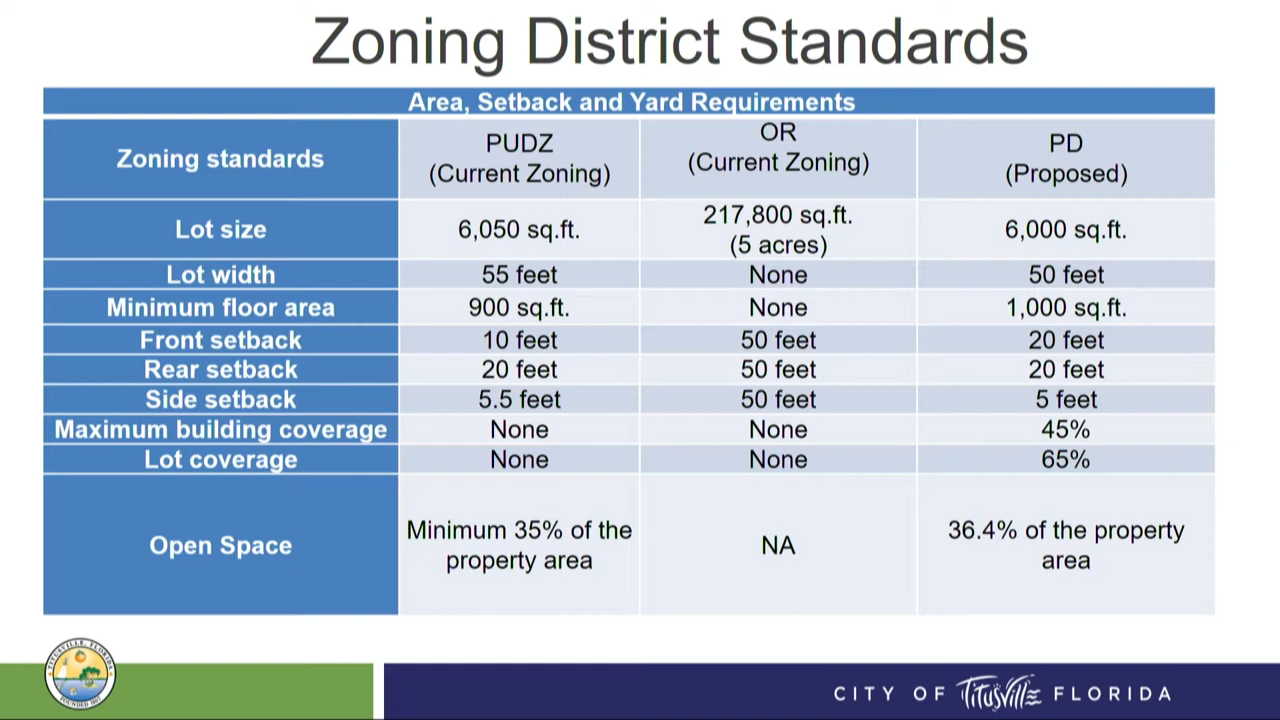 Zoning District Standards
Area, Setback and Yard Requirements
Zoning standards
PUDZ
(Current Zoning)
OR
(Current Zoning)
PD
(Proposed)
Lot size
6,050 sq.ft.
217,800 sq.ft.
(5 acres)
6,000 sq.ft.
Lot width
55 feet
None
50 feet
Minimum floor area
900 sq.ft.
None
1,000 sq.ft.
Front setback
10 feet
50 feet
20 feet
Rear setback
20 feet
50 feet
20 feet
Side setback
5.5 feet
50 feet
5 feet
Maximum building coverage
None
None
45%
Lot coverage
None
None
65%
Open Space
Minimum 35% of the
property area
NA
36.4% of the property
area
TITUSVILLE, FLORIDA
FOUNDED 1867
CITY OF Titusville FLORIDA